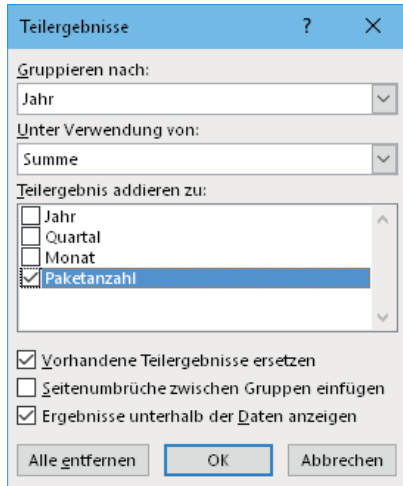 Teilergebnisse ?
Gruppieren nach:
Jahr
Unter Verwendung von:
Summe
Teilergebnis addieren zu:
Jahr
Quartal
Monat
Paketanzahl
Vorhandene Teilergebnisse ersetzen
Seitenumbrüche zwischen Gruppen einfügen
Ergebnisse unterhalb der Daten anzeigen
Alle entfernen OK Abbrechen